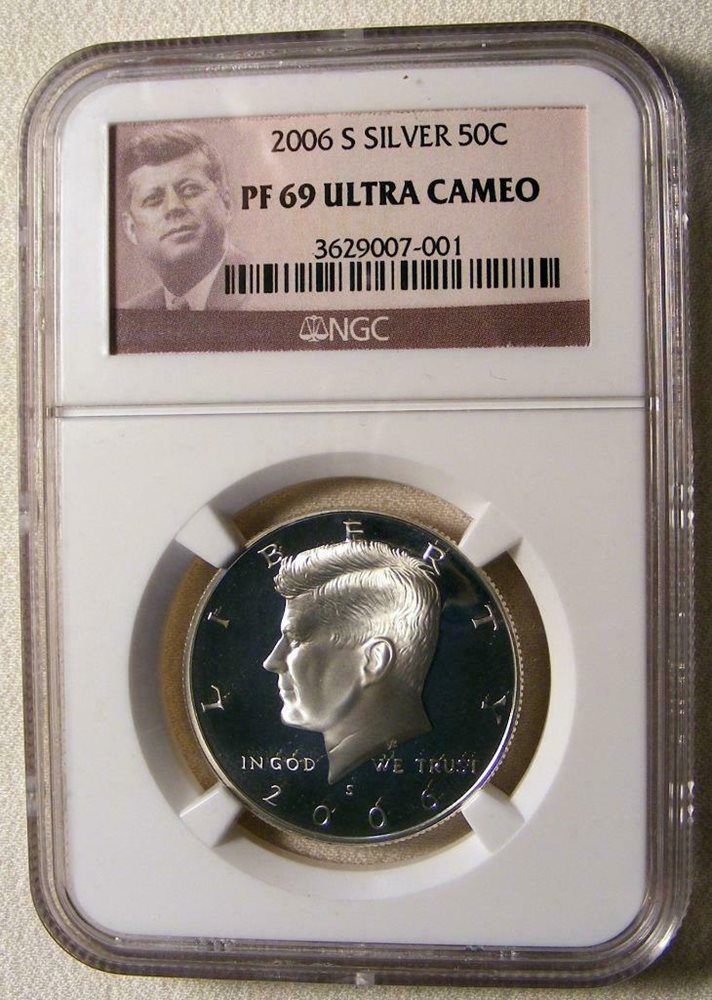 2006 S SILVER 50C
PF 69 ULTRA CAMEO
3629007-001
NGC
LIBERTY
IN GOD WE TRUST
S
2006